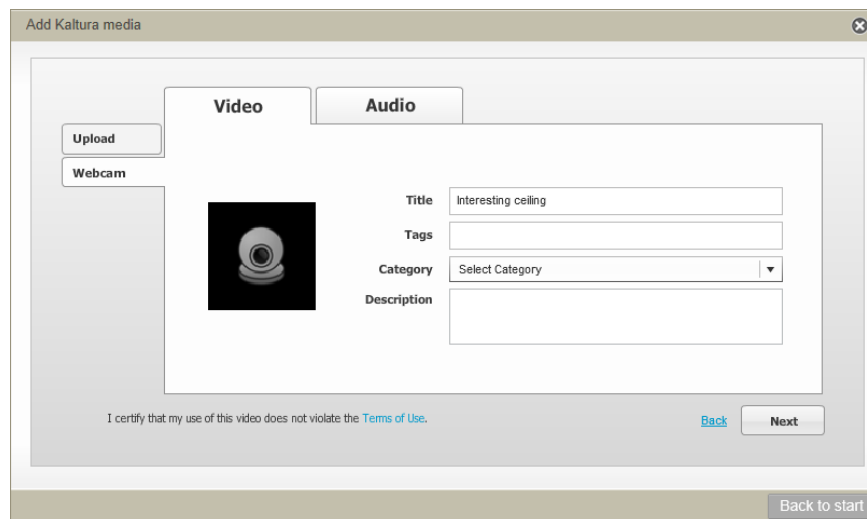 Add Kaltura media
Video
Audio
Upload
Webcam
Title
Interesting ceiling
Tags
Category
Select Category
Description
I certify that my use of this video does not violate the Terms of Use.
Back
Next
Back to start